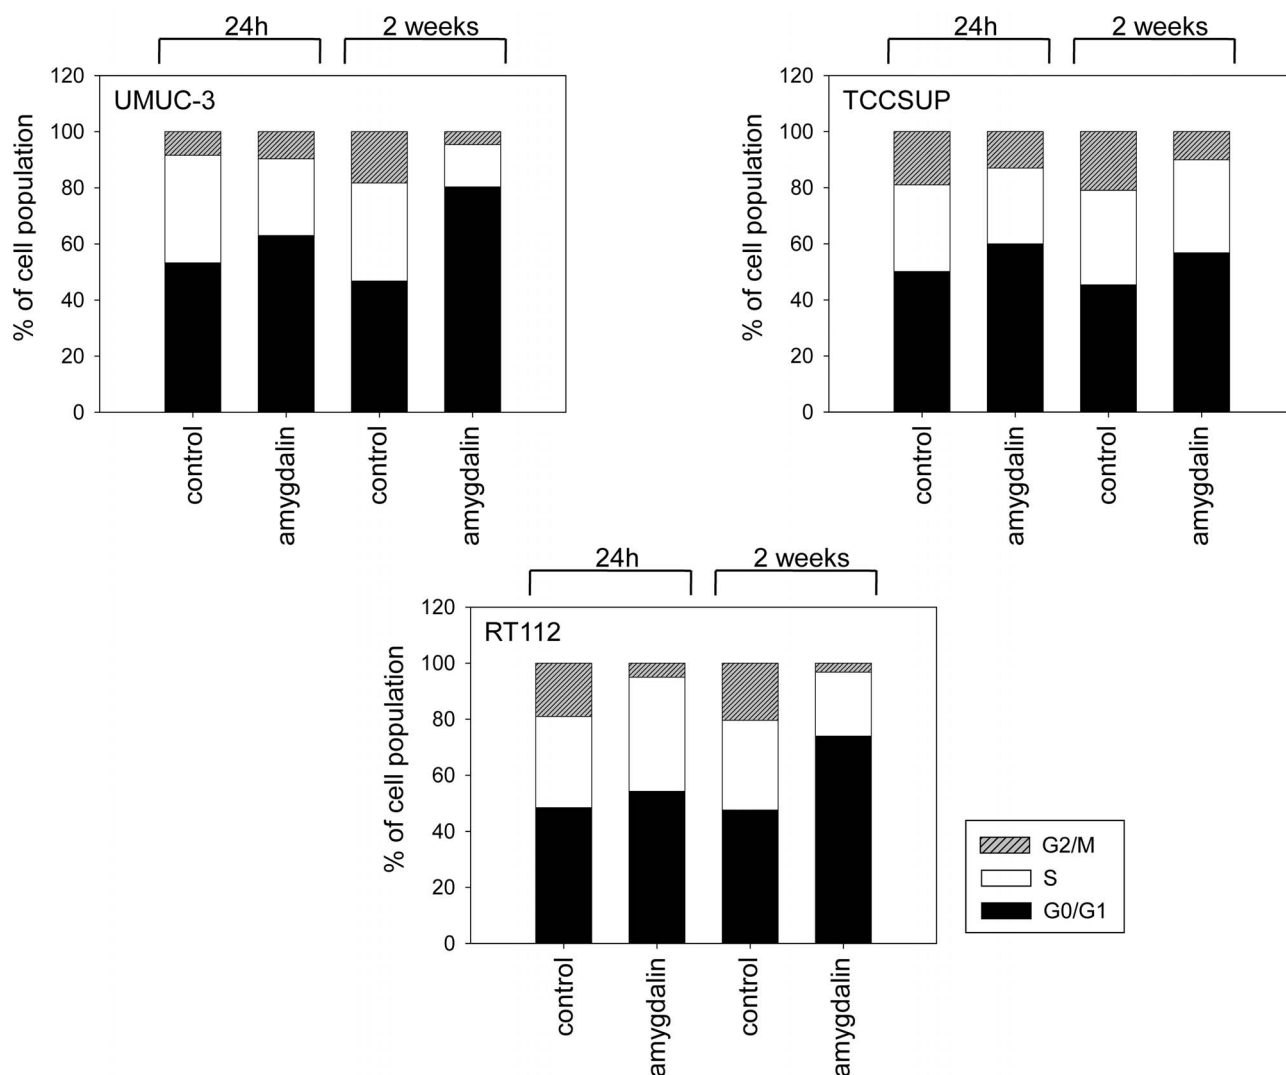 24h
2 weeks
UMUC-3
% of cell population
120
100
80
60
40
20
0
control
amygdalin
control
amygdalin
24h
2 weeks
TCCSUP
% of cell population
120
100
80
60
40
20
0
control
amygdalin
control
amygdalin
24h
2 weeks
RT112
% of cell population
120
100
80
60
40
20
0
control
amygdalin
control
amygdalin
G2/M
S
G0/G1